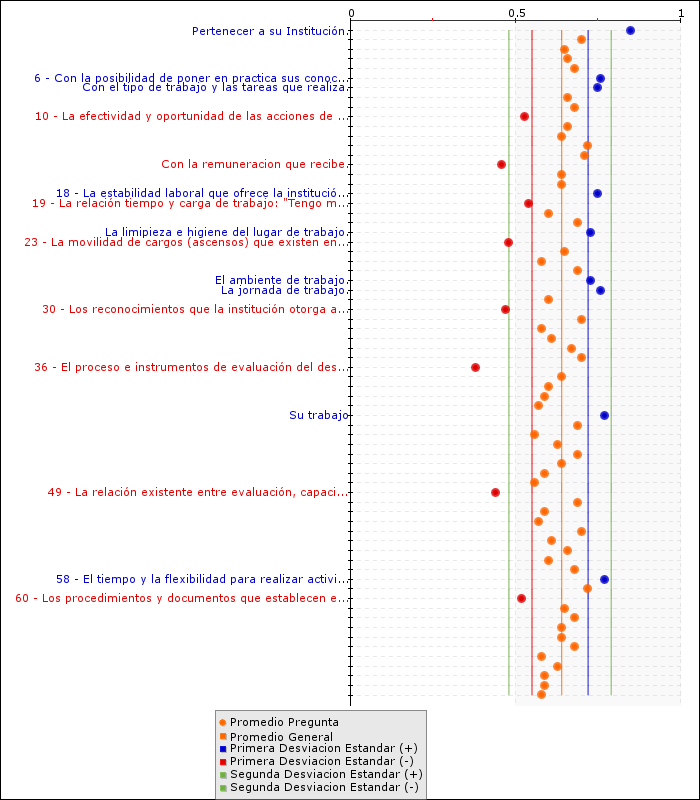 0 0.5 1
Pertenecer a su Institución.
6 - Con la posibilidad de poner en practica sus conoc...
Con el tipo de trabajo y las tareas que realiza.
10 - La efectividad y oportunidad de las acciones de ...
Con la remuneracion que recibe.
18 - La estabilidad laboral que ofrece la institució...
19 - La relación tiempo y carga de trabajo: "Tengo m...
La limipieza e higiene del lugar de trabajo.
23 - La movilidad de cargos (ascensos) que existen en...
El ambiente de trabajo.
La jornada de trabajo.
30 - Los reconocimientos que la institución otorga a...
36 - El proceso e instrumentos de evaluación del des...
Su trabajo
49 - La relación existente entre evaluación, capaci...
58 - El tiempo y la flexibilidad para realizar activi...
60 - Los procedimientos y documentos que establecen e...
Promedio Pregunta
Promedio General
Primera Desviacion Estandar (+)
Primera Desviacion Estandar (-)
Segunda Desviacion Estandar (+)
Segunda Desviacion Estandar (-)